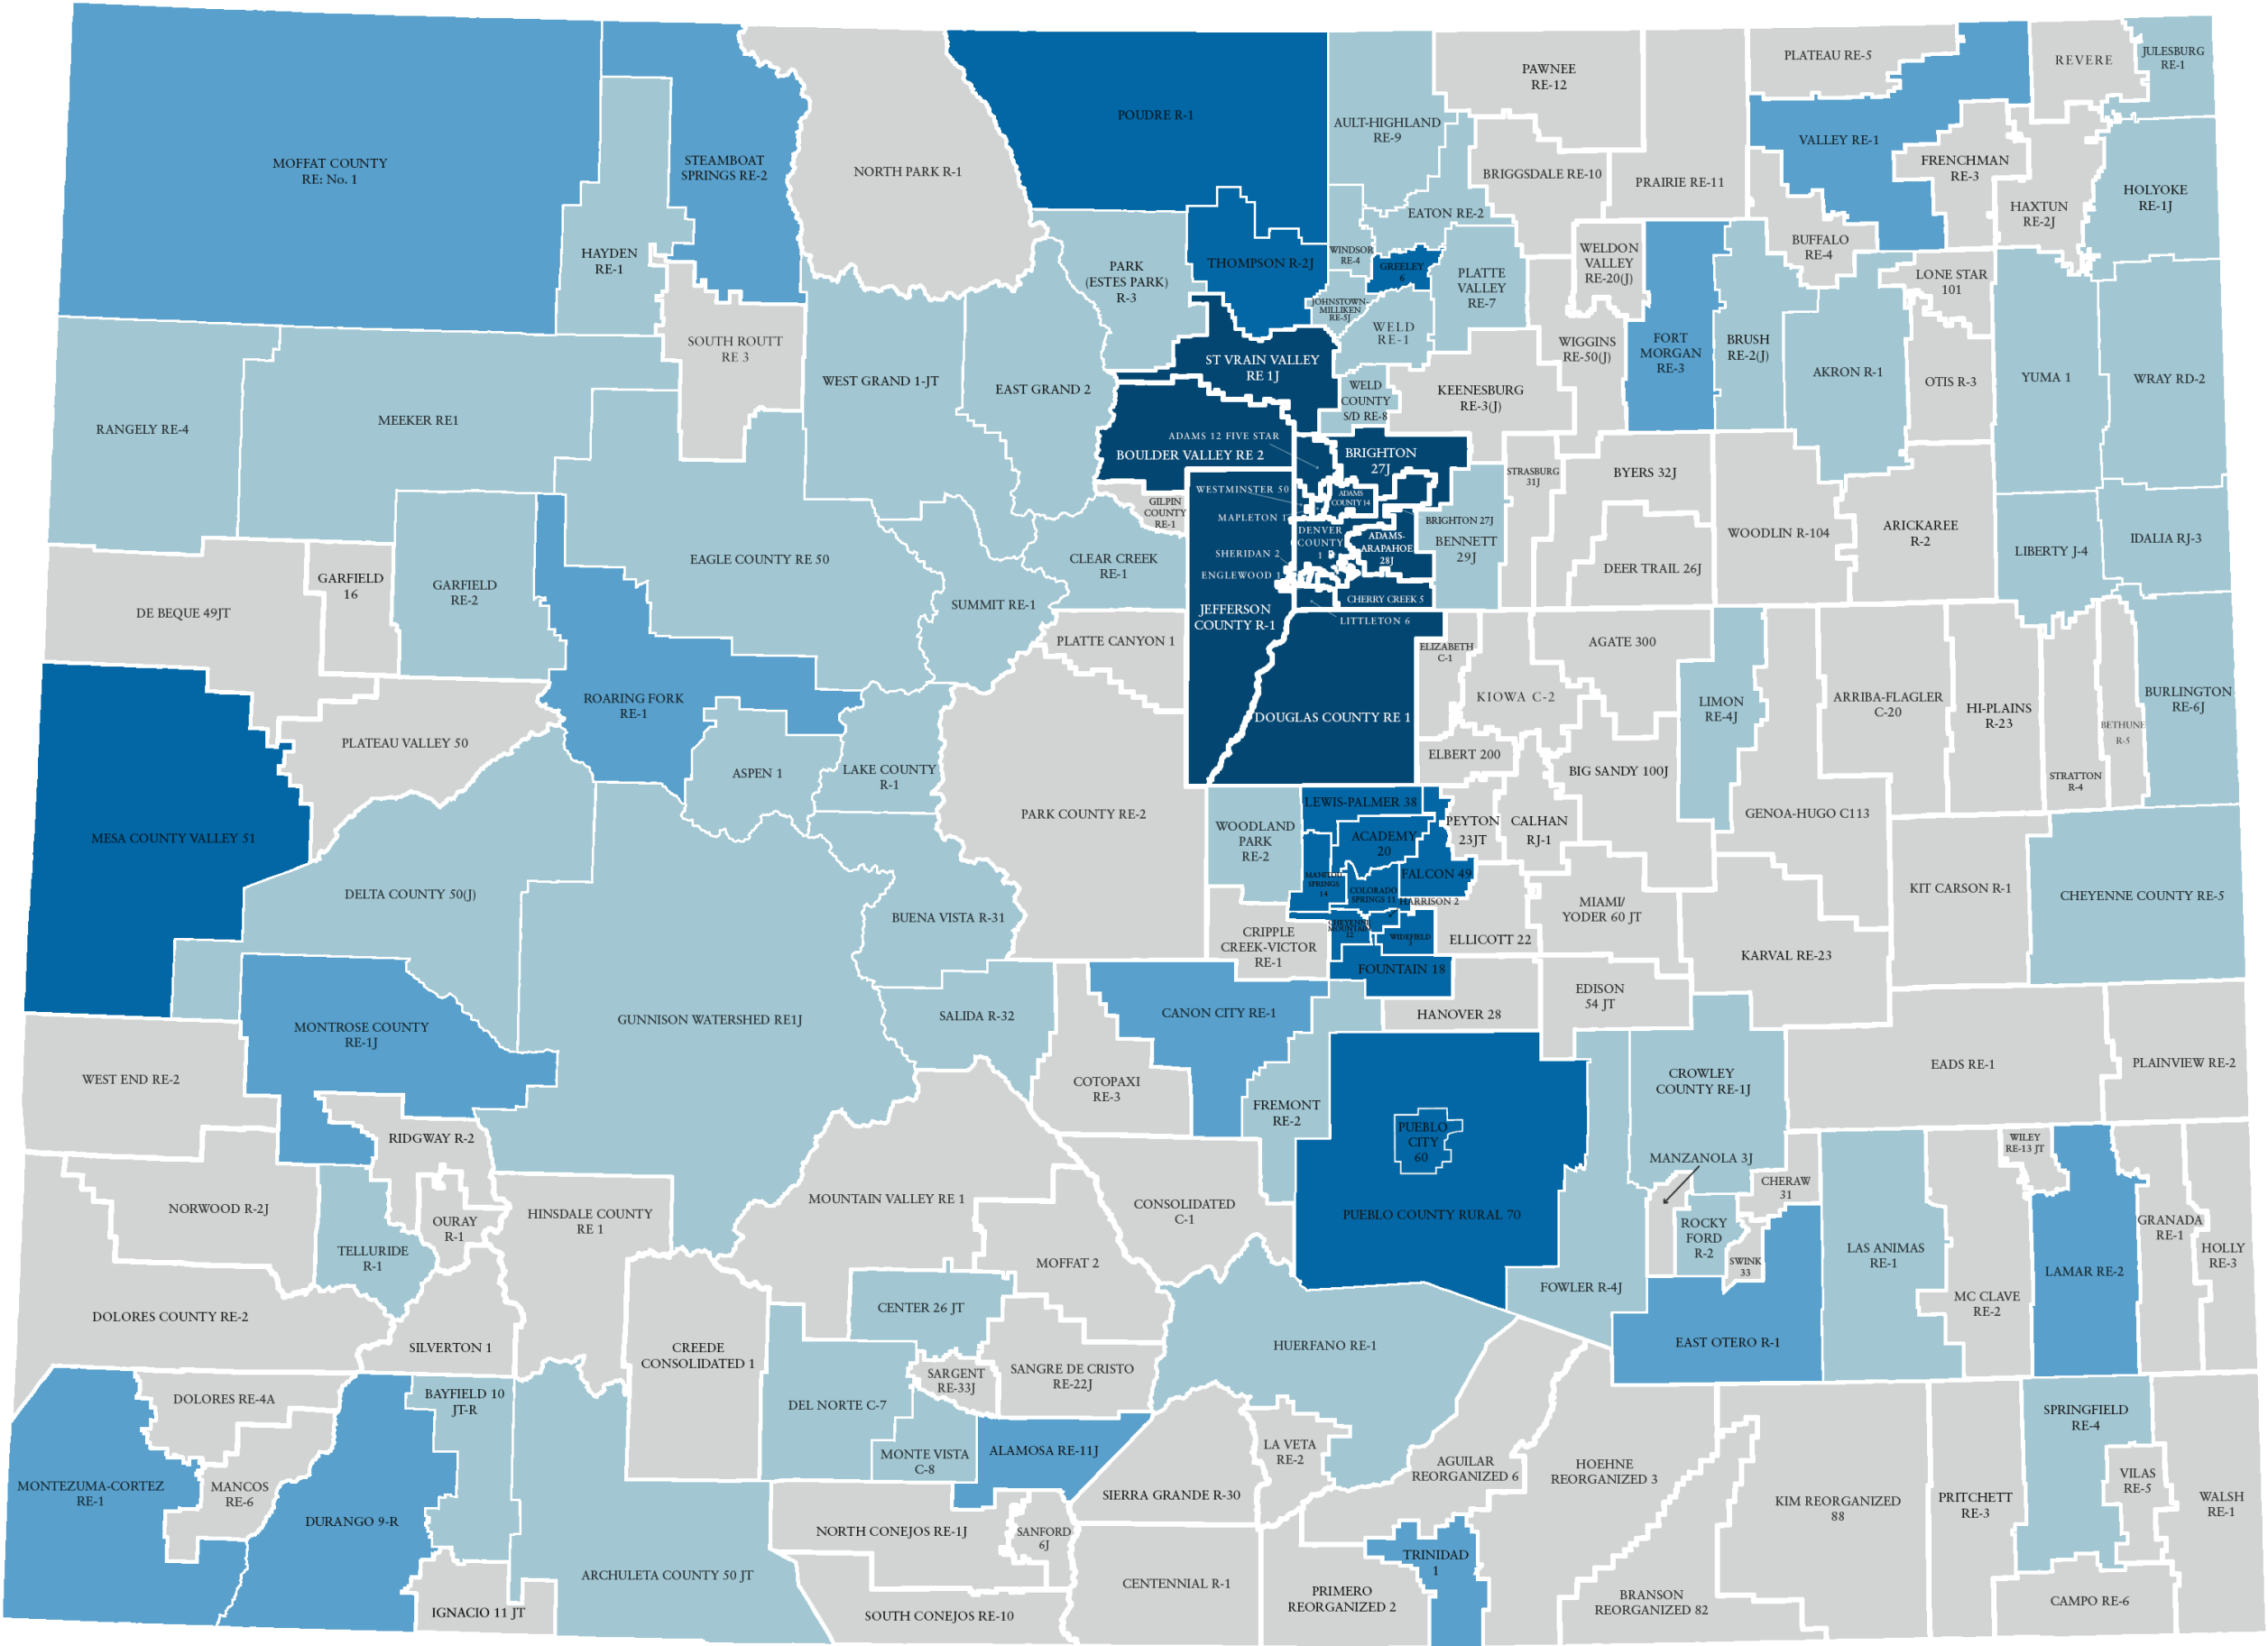 MOFFAT COUNTY
RE: No. 1
STEAMBOAT
SPRINGS RE-2
HAYDEN
RE-1
NORTH PARK R-1
POUDRE R-1
AULT-HIGHLAND
RE-9
PAWNEE
RE-12
PLATEAU RE-5
REVERE
JULESBURG
RE-1
VALLEY RE-1
FRENCHMAN
RE-3
HAXTUN
RE-2J
HOLYOKE
RE-1J
BRIGGSDALE RE-10
PRAIRIE RE-11
EATON RE-2
BUFFALO
RE-4
LONE STAR
101
WELDON
VALLEY
RE-20(J)
WINDSOR
RE-4
GREELEY
6
PLATTE
VALLEY
RE-7
THOMPSON R-2J
PARK
(ESTES PARK)
R-3
JOHNSTOWN-
MILLIKEN
RE-5J
WELD
RE-1
SOUTH ROUTT
RE 3
WEST GRAND 1-JT
EAST GRAND 2
ST VRAIN VALLEY
RE 1J
WELD
COUNTY
S/D RE-8
KEENESBURG
RE-3(J)
WIGGINS
RE-50(J)
FORT
MORGAN
RE-3
BRUSH
RE-2(J)
AKRON R-1
OTIS R-3
YUMA 1
WRAY RD-2
RANGELY RE-4
MEEKER RE1
ADAMS 12 FIVE STAR
BOULDER VALLEY RE 2
BRIGHTON
27J
STRASBURG
31J
BYERS 32J
WESTMINSTER 50
ADAMS
COUNTY 14
GILPIN
COUNTY
RE-1
MAPLETON 1
BRIGHTON 27J
DENVER
COUNTY
1
ADAMS-
ARAPAHOE
28J
BENNETT
29J
WOODLIN R-104
ARICKAREE
R-2
LIBERTY J-4
IDALIA RJ-3
SHERIDAN 2
ENGLEWOOD 1
DEER TRAIL 26J
CLEAR CREEK
RE-1
EAGLE COUNTY RE 50
SUMMIT RE-1
GARFIELD
16
GARFIELD
RE-2
DE BEQUE 49JT
CHERRY CREEK 5
JEFFERSON
COUNTY R-1
LITTLETON 6
PLATTE CANYON 1
ELIZABETH
C-1
AGATE 300
KIOWA C-2
LIMON
RE-4J
ARRIBA-FLAGLER
C-20
HI-PLAINS
R-23
STRATTON
R-4
BETHUNE
R-5
BURLINGTON
RE-6J
ROARING FORK
RE-1
DOUGLAS COUNTY RE 1
PLATEAU VALLEY 50
ELBERT 200
BIG SANDY 100J
ASPEN 1
LAKE COUNTY
R-1
MESA COUNTY VALLEY 51
PARK COUNTY RE-2
WOODLAND
PARK
RE-2
LEWIS-PALMER 38
ACADEMY
20
PEYTON
23JT
CALHAN
RJ-1
GENOA-HUGO C113
DELTA COUNTY 50(J)
BUENA VISTA R-31
MANITOU
SPRINGS
14
FALCON 49
COLORADO
SPRINGS 11
HARRISON 2
MIAMI/
YODER 60 JT
KIT CARSON R-1
CHEYENNE COUNTY RE-5
CRIPPLE
CREEK-VICTOR
RE-1
CHEYENNE
MOUNTAIN
12
WIDEFIELD
3
ELLICOTT 22
KARVAL RE-23
FOUNTAIN 18
EDISON
54 JT
MONTROSE COUNTY
RE-1J
GUNNISON WATERSHED RE1J
SALIDA R-32
CANON CITY RE-1
HANOVER 28
WEST END RE-2
COTOPAXI
RE-3
FREMONT
RE-2
CROWLEY
COUNTY RE-1J
EADS RE-1
PLAINVIEW RE-2
PUEBLO
CITY
60
RIDGWAY R-2
MANZANOLA 3J
CHERAW
31
WILEY
RE-13 JT
NORWOOD R-2J
OURAY
R-1
HINSDALE COUNTY
RE 1
MOUNTAIN VALLEY RE 1
CONSOLIDATED
C-1
PUEBLO COUNTY RURAL 70
ROCKY
FORD
R-2
SWINK
33
LAS ANIMAS
RE-1
GRANADA
RE-1
HOLLY
RE-3
TELLURIDE
R-1
MOFFAT 2
FOWLER R-4J
LAMAR RE-2
MC CLAVE
RE-2
DOLORES COUNTY RE-2
CENTER 26 JT
SILVERTON 1
CREEDE
CONSOLIDATED 1
HUERFANO RE-1
EAST OTERO R-1
SARGENT
RE-33J
SANGRE DE CRISTO
RE-22J
DOLORES RE-4A
BAYFIELD 10
JT-R
DEL NORTE C-7
SPRINGFIELD
RE-4
MONTE VISTA
C-8
ALAMOSA RE-11J
LA VETA
RE-2
AGUILAR
REORGANIZED 6
HOEHNE
REORGANIZED 3
MONTEZUMA-CORTEZ
RE-1
MANCOS
RE-6
SIERRA GRANDE R-30
KIM REORGANIZED
88
PRITCHETT
RE-3
VILAS
RE-5
WALSH
RE-1
DURANGO 9-R
NORTH CONEJOS RE-1J
SANFORD
6J
TRINIDAD
1
ARCHULETA COUNTY 50 JT
CENTENNIAL R-1
PRIMERO
REORGANIZED 2
BRANSON
REORGANIZED 82
CAMPO RE-6
IGNACIO 11 JT
SOUTH CONEJOS RE-10